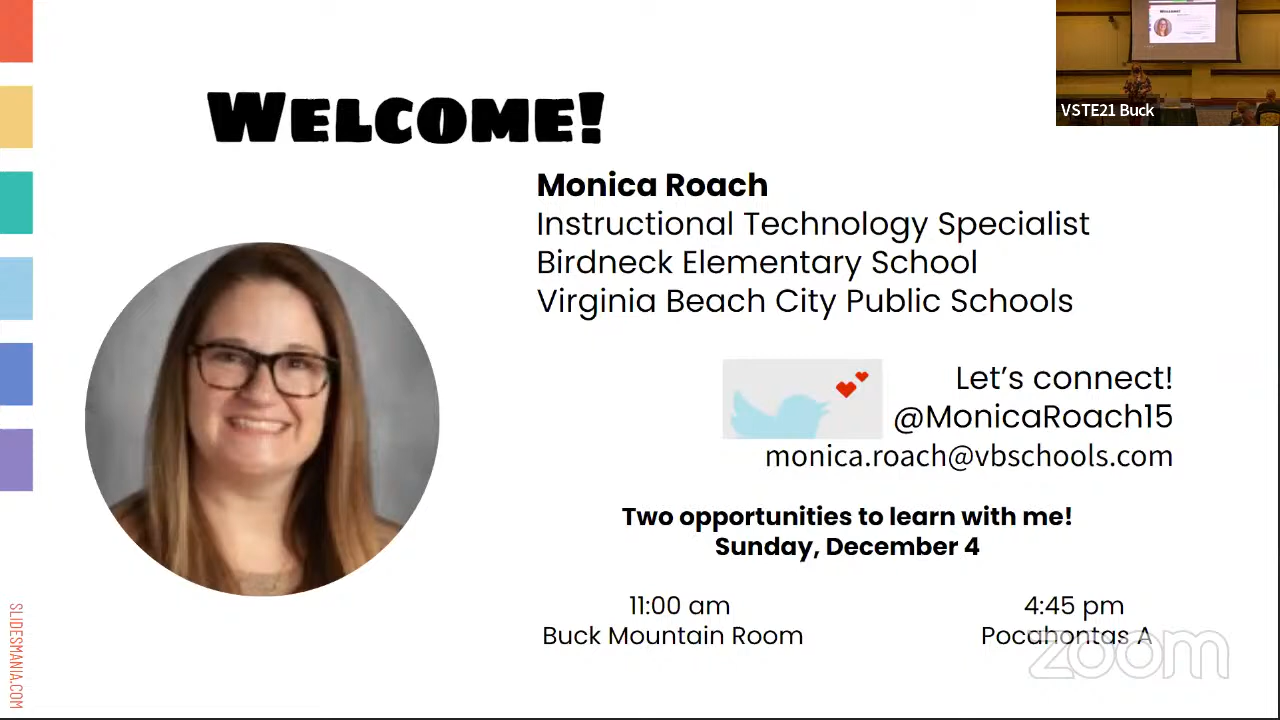 WELCOME!
VSTE21 Buck
Monica Roach
Instructional Technology Specialist
Birdneck Elementary School
Virginia Beach City Public Schools
Let's connect!
@MonicaRoach15
monica.roach@vbschools.com
Two opportunities to learn with me!
Sunday, December 4
11:00 am
Buck Mountain Room
4:45 pm
Pocahontas A
zoom
SLIDESMANIA.COM